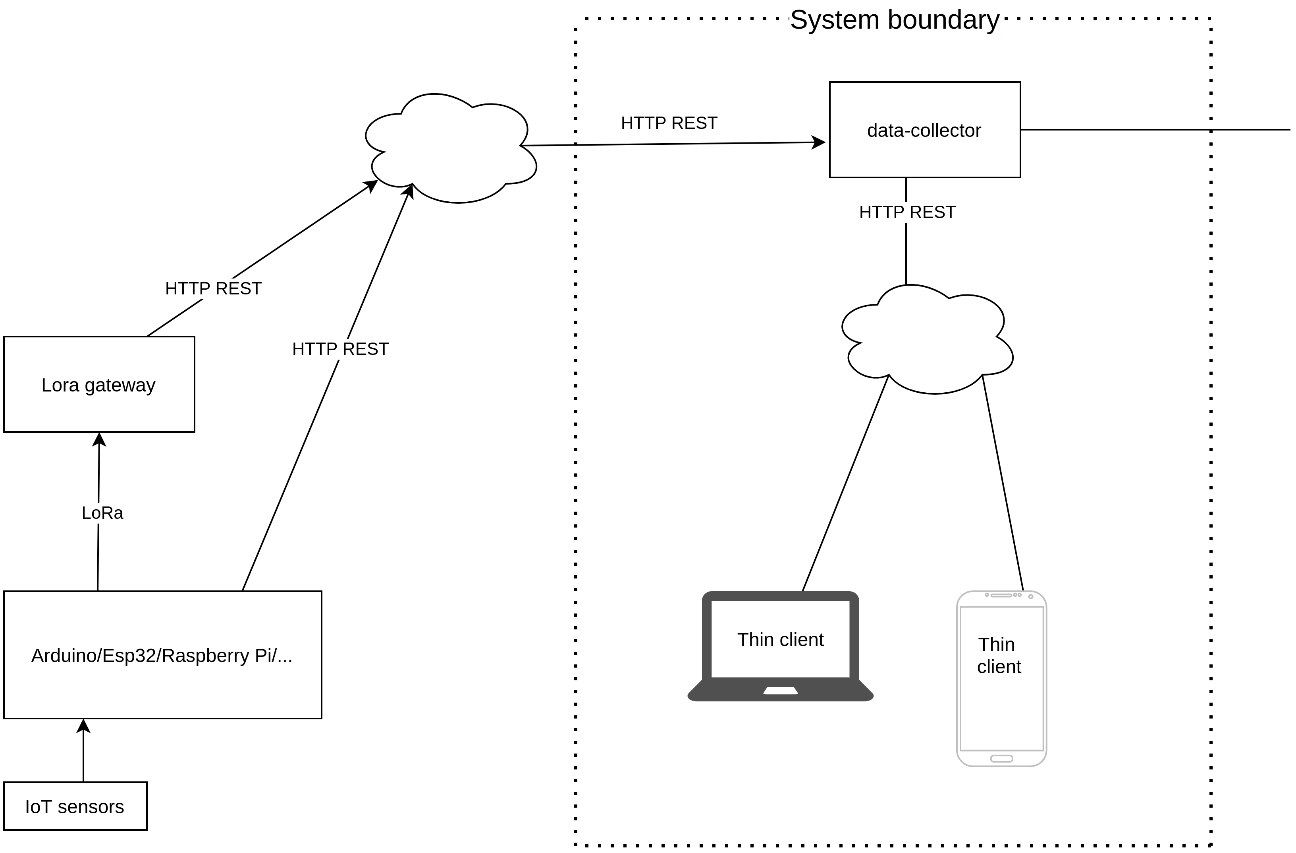 System boundary
HTTP REST
data-collector
HTTP REST
HTTP REST
HTTP REST
Lora gateway
LoRa
Arduino/Esp32/Raspberry Pi/...
Thin client
Thin
client
IoT sensors